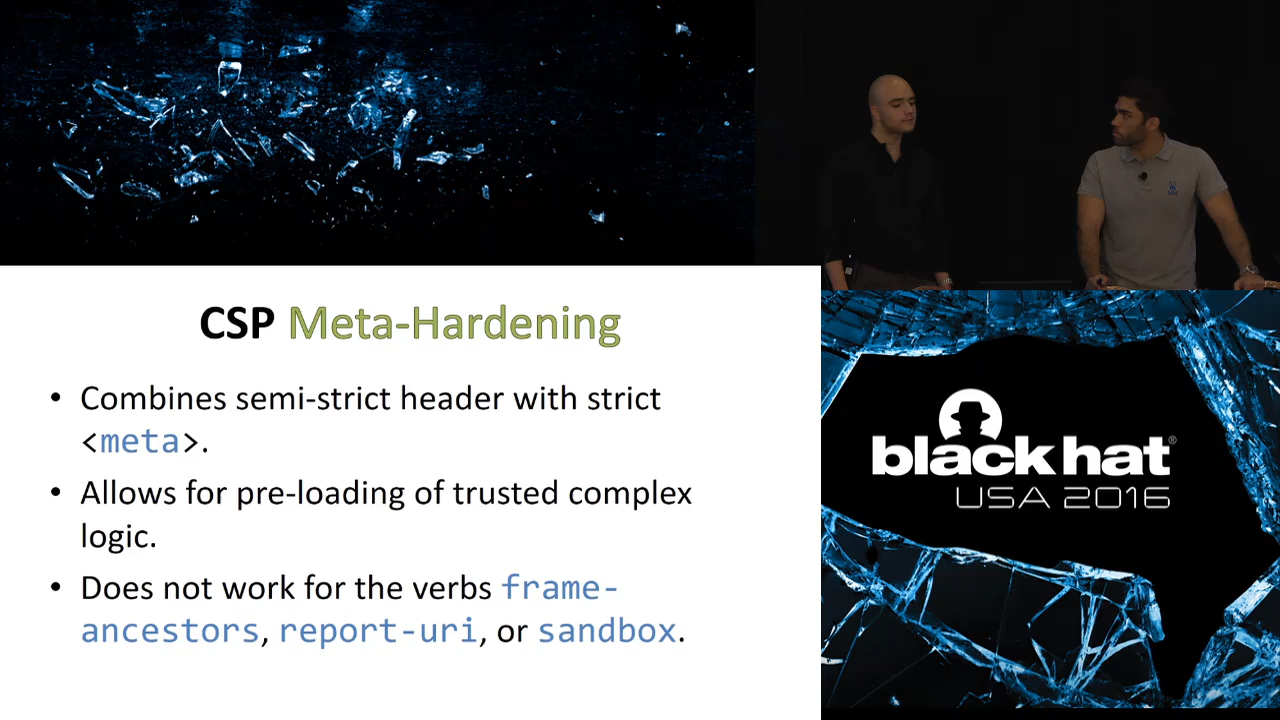 CSP Meta-Hardening
• Combines semi-strict header with strict
<meta>.
• Allows for pre-loading of trusted complex
logic.
• Does not work for the verbs frame-
ancestors, report-uri, or sandbox.
black hat®
USA 2016